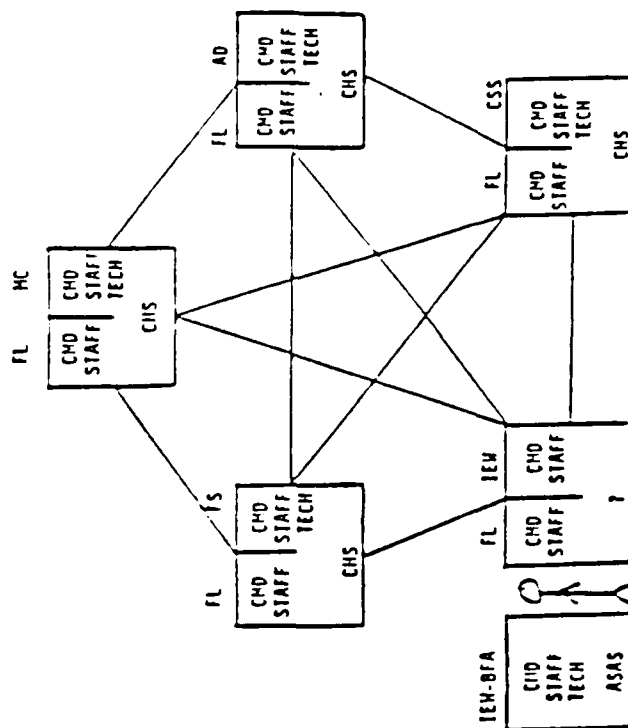 FL MC
CMD STAFF
CMD STAFF TECH
CHS
FL AD
CMD STAFF
CMD STAFF TECH
CHS
FL FS
CMD STAFF
CMD STAFF TECH
CHS
FL CSS
CMD STAFF
CMD STAFF TECH
CHS
FL IEW
CMD STAFF
CMD STAFF
?
IEW-BFA
CMD
STAFF
TECH
ASAS